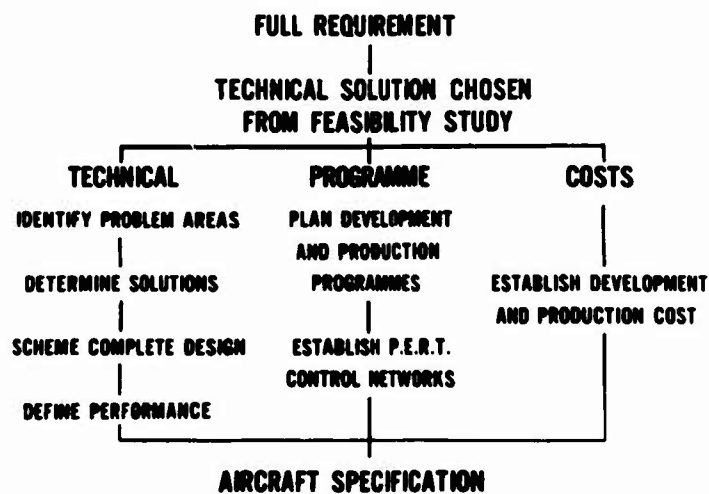 FULL REQUIREMENT
TECHNICAL SOLUTION CHOSEN
FROM FEASIBILITY STUDY
TECHNICAL
IDENTIFY PROBLEM AREAS
DETERMINE SOLUTIONS
SCHEME COMPLETE DESIGN
DEFINE PERFORMANCE
PROGRAMME
PLAN DEVELOPMENT
AND PRODUCTION
PROGRAMMES
ESTABLISH P.E.R.T.
CONTROL NETWORKS
COSTS
ESTABLISH DEVELOPMENT
AND PRODUCTION COST
AIRCRAFT SPECIFICATION